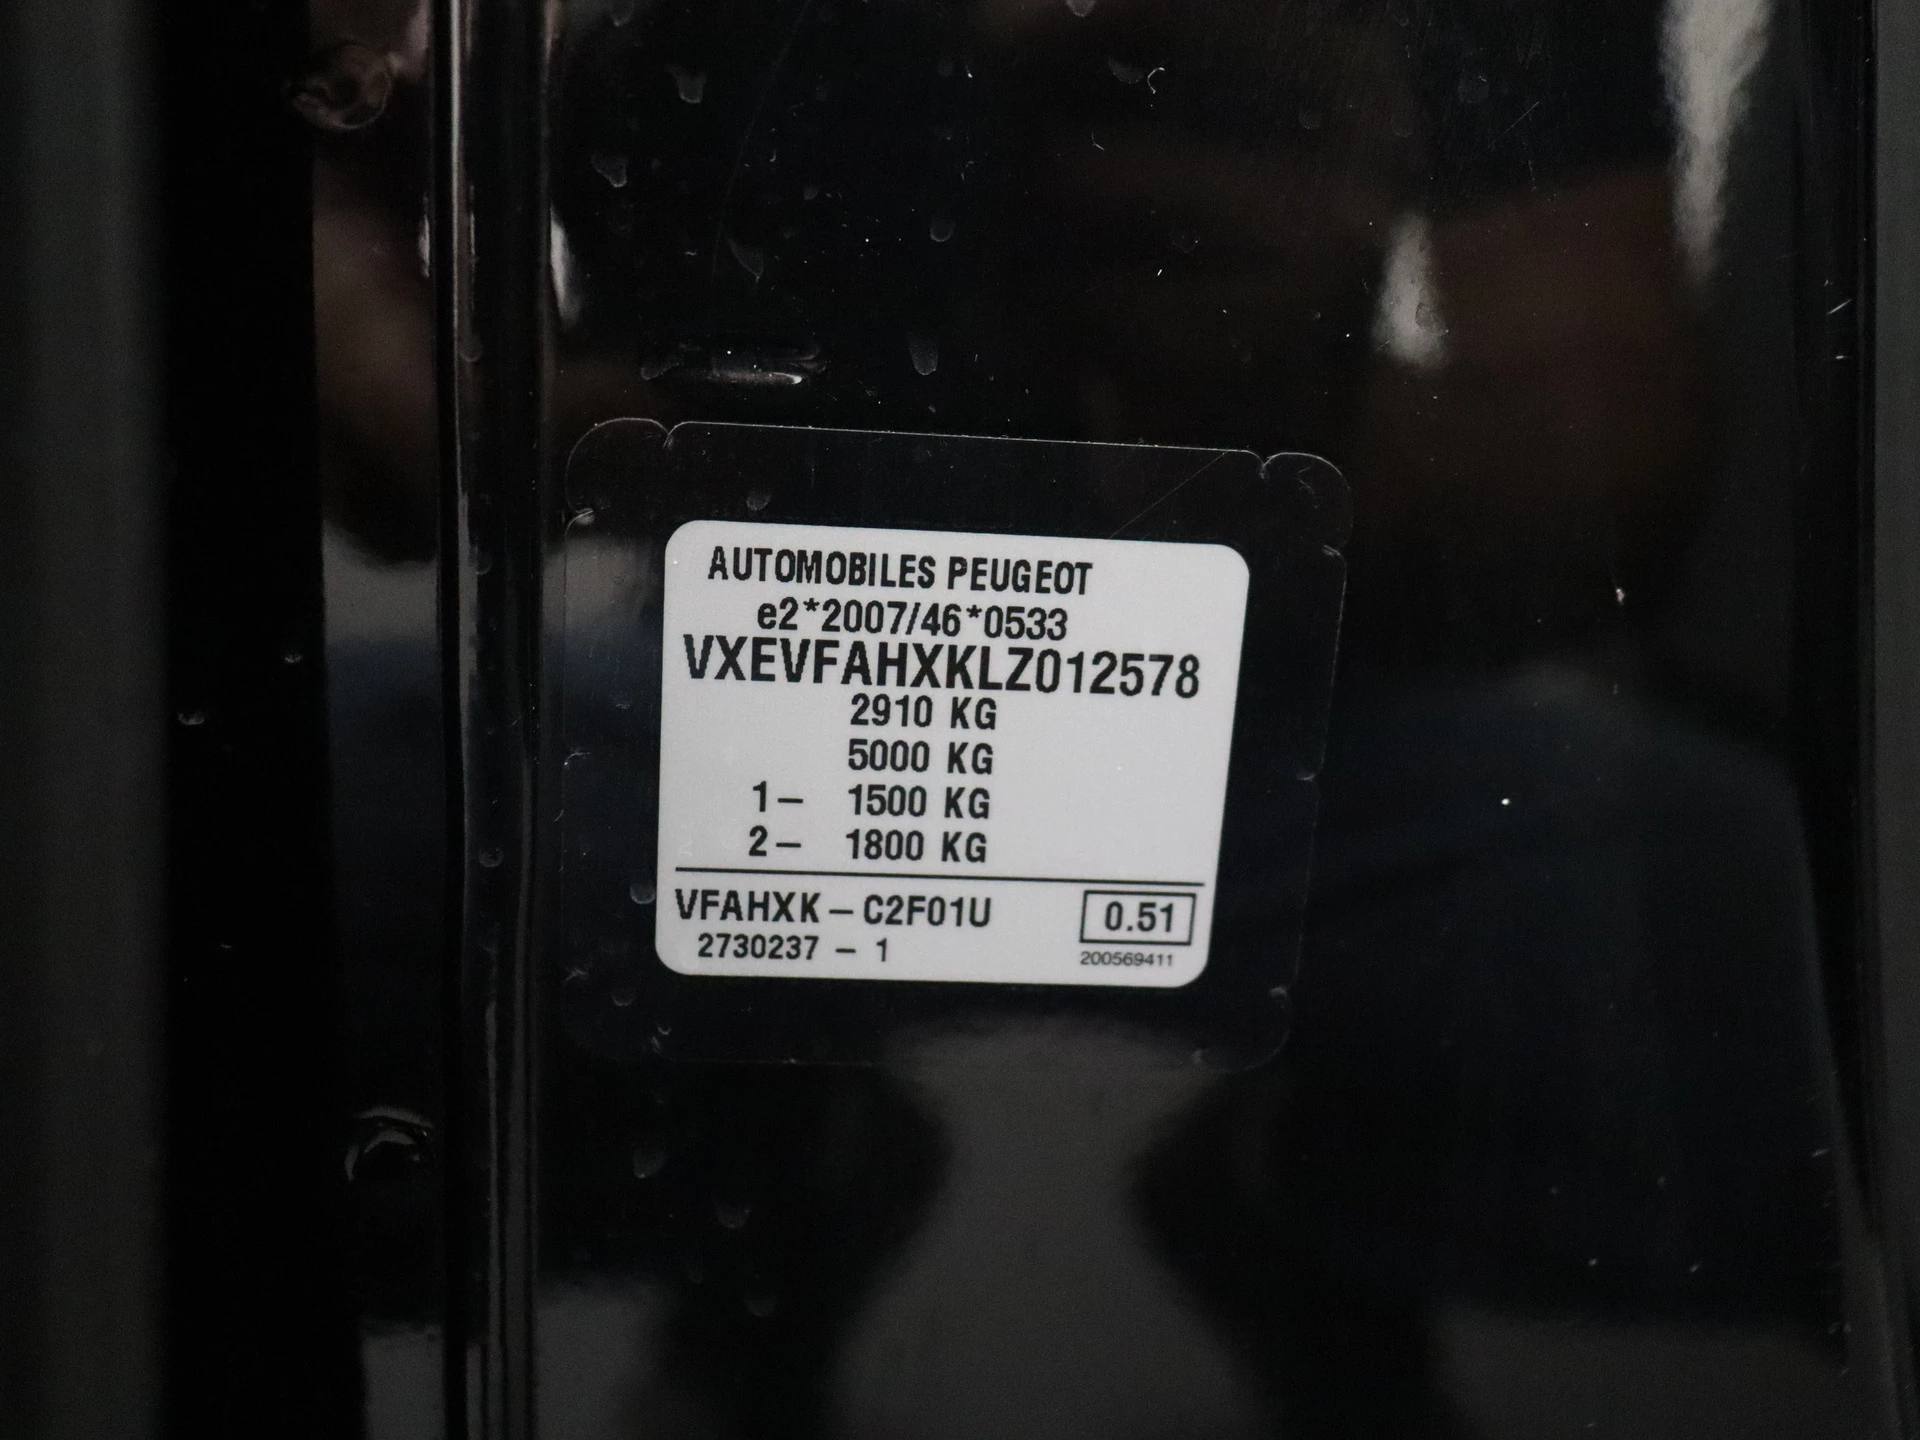 AUTOMOBILES PEUGEOT
e2*2007/46*0533
VXEVFAHXKLZ012578
2910 KG
5000 KG
1– 1500 KG
2– 1800 KG
VFAHXK – C2F01U
0.51
2730237 – 1
200569411